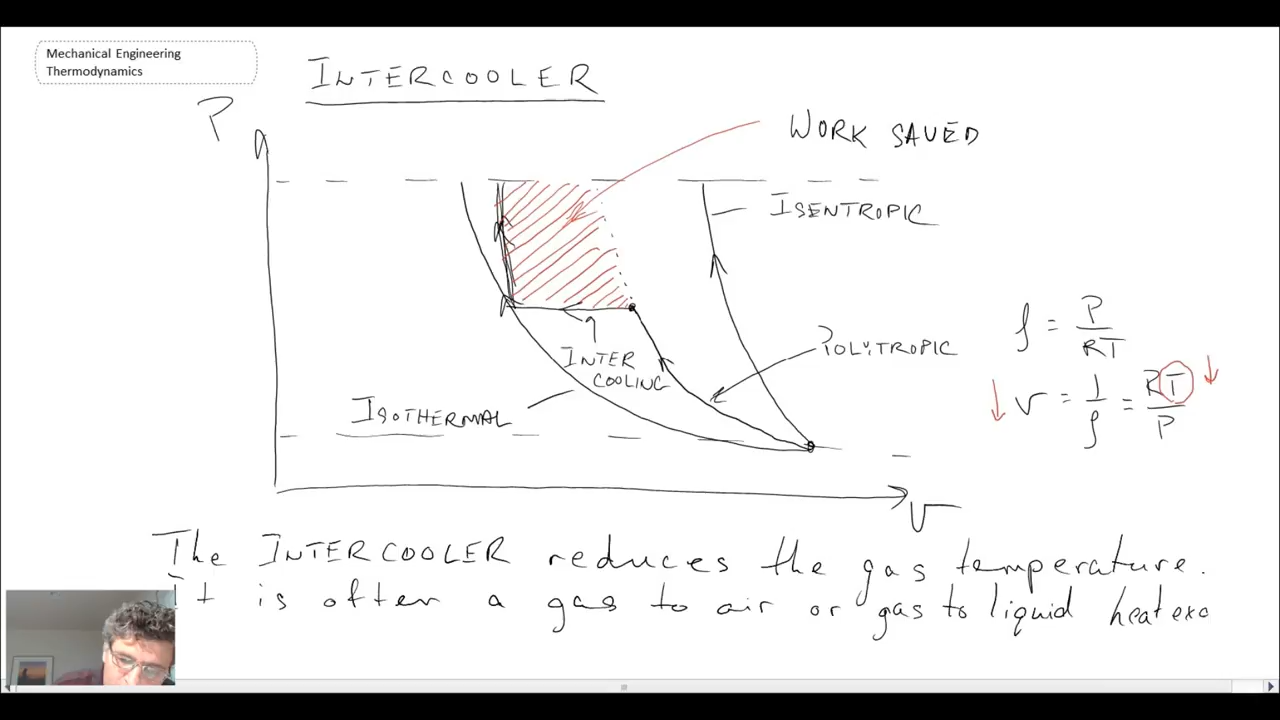 Mechanical Engineering
Thermodynamics
INTERCOOLER
P
WORK SAVED
ISENTROPIC
ρ = P / RT
POLYTROPIC
INTER
COOLING
v = 1 / ρ = RT / P
ISOTHERMAL
v
The INTERCOOLER reduces the gas temperature.
It is often a gas to air or gas to liquid heat exc